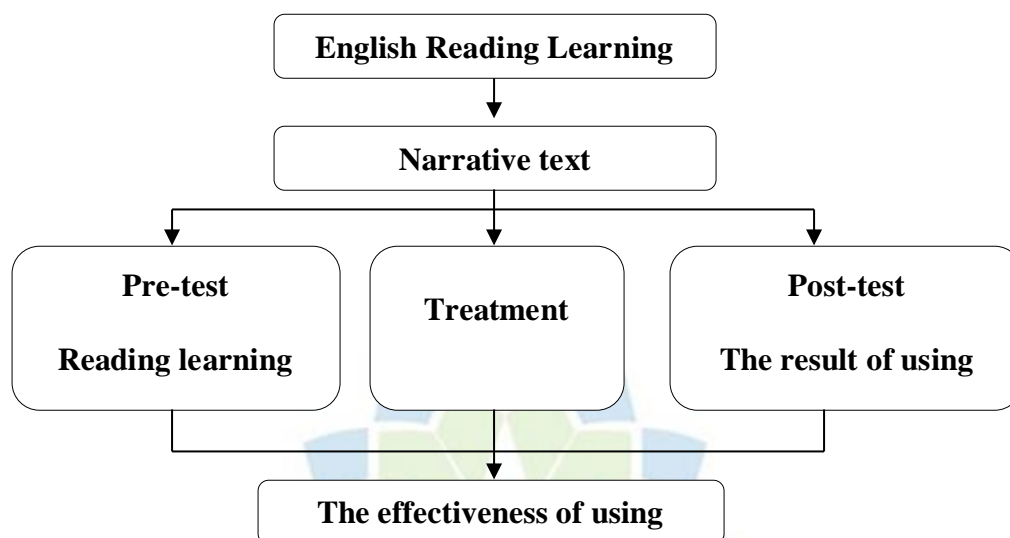 English Reading Learning
Narrative text
Pre-test
Reading learning
Treatment
Post-test
The result of using
The effectiveness of using